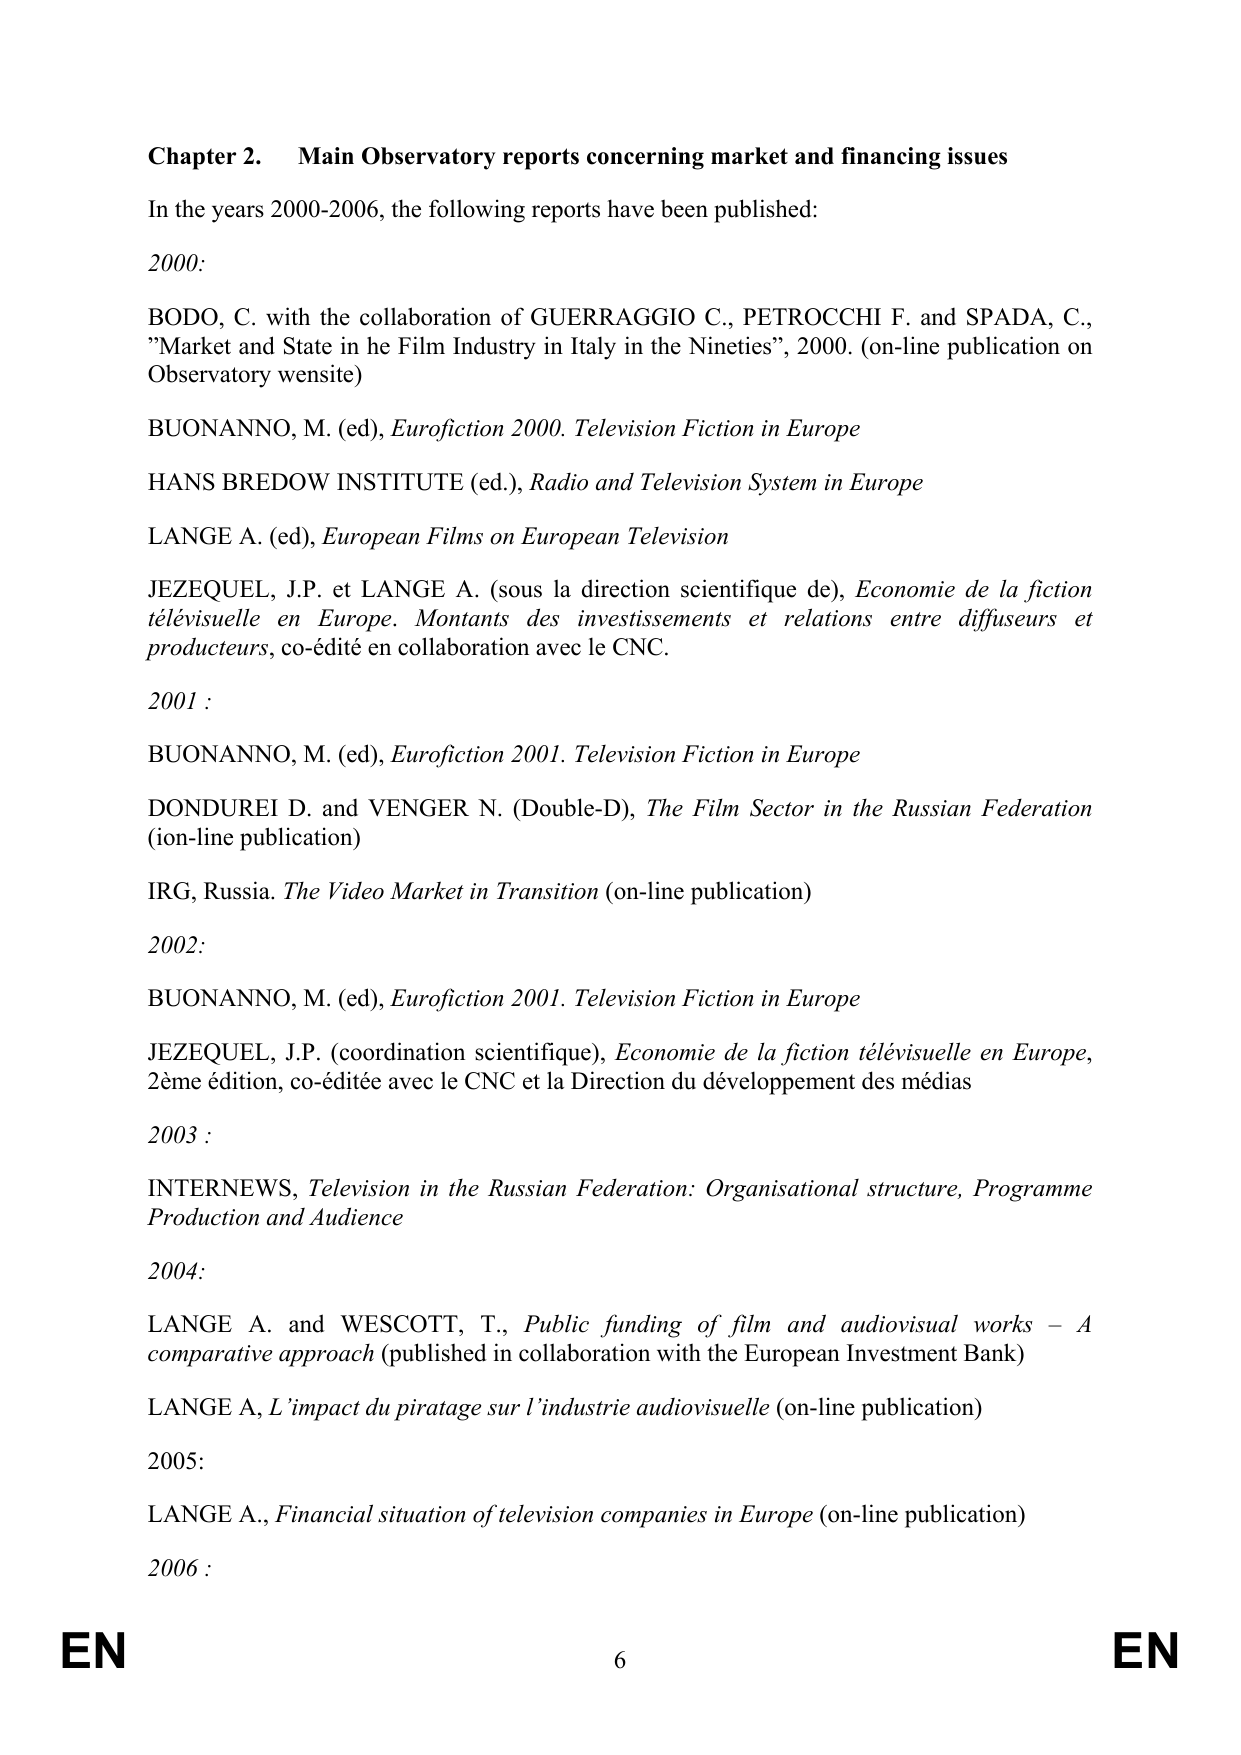 Chapter 2. Main Observatory reports concerning market and financing issues
In the years 2000-2006, the following reports have been published:
2000:
BODO, C. with the collaboration of GUERRAGGIO C., PETROCCHI F. and SPADA, C.,
”Market and State in he Film Industry in Italy in the Nineties”, 2000. (on-line publication on
Observatory wensite)
BUONANNO, M. (ed), Eurofiction 2000. Television Fiction in Europe
HANS BREDOW INSTITUTE (ed.), Radio and Television System in Europe
LANGE A. (ed), European Films on European Television
JEZEQUEL, J.P. et LANGE A. (sous la direction scientifique de), Economie de la fiction
télévisuelle en Europe. Montants des investissements et relations entre diffuseurs et
producteurs, co-édité en collaboration avec le CNC.
2001 :
BUONANNO, M. (ed), Eurofiction 2001. Television Fiction in Europe
DONDUREI D. and VENGER N. (Double-D), The Film Sector in the Russian Federation
(ion-line publication)
IRG, Russia. The Video Market in Transition (on-line publication)
2002:
BUONANNO, M. (ed), Eurofiction 2001. Television Fiction in Europe
JEZEQUEL, J.P. (coordination scientifique), Economie de la fiction télévisuelle en Europe,
2ème édition, co-éditée avec le CNC et la Direction du développement des médias
2003 :
INTERNEWS, Television in the Russian Federation: Organisational structure, Programme
Production and Audience
2004:
LANGE A. and WESCOTT, T., Public funding of film and audiovisual works – A
comparative approach (published in collaboration with the European Investment Bank)
LANGE A, L’impact du piratage sur l’industrie audiovisuelle (on-line publication)
2005:
LANGE A., Financial situation of television companies in Europe (on-line publication)
2006 :
EN 6 EN